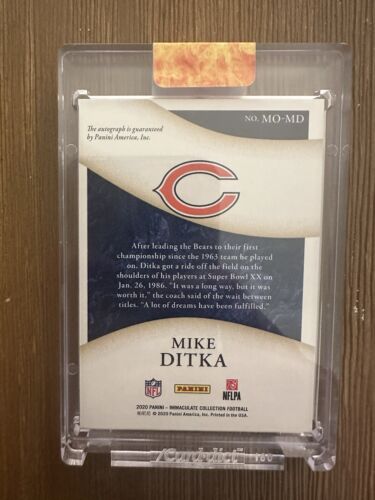 NO. MO-MD
The autograph is guaranteed
by Panini America, Inc.
C
After leading the Bears to their first
championship since the 1963 team he played
on, Ditka got a ride off the field on the
shoulders of his players at Super Bowl XX on
Jan. 26, 1986. "It was a long way, but it was
worth it," the coach said of the wait between
titles. "A lot of dreams have been fulfilled."
MIKE
DITKA
NFL PANINI NFLPA
2020 PANINI – IMMACULATE COLLECTION FOOTBALL
© 2020 Panini America, Inc. Printed in the USA.
180